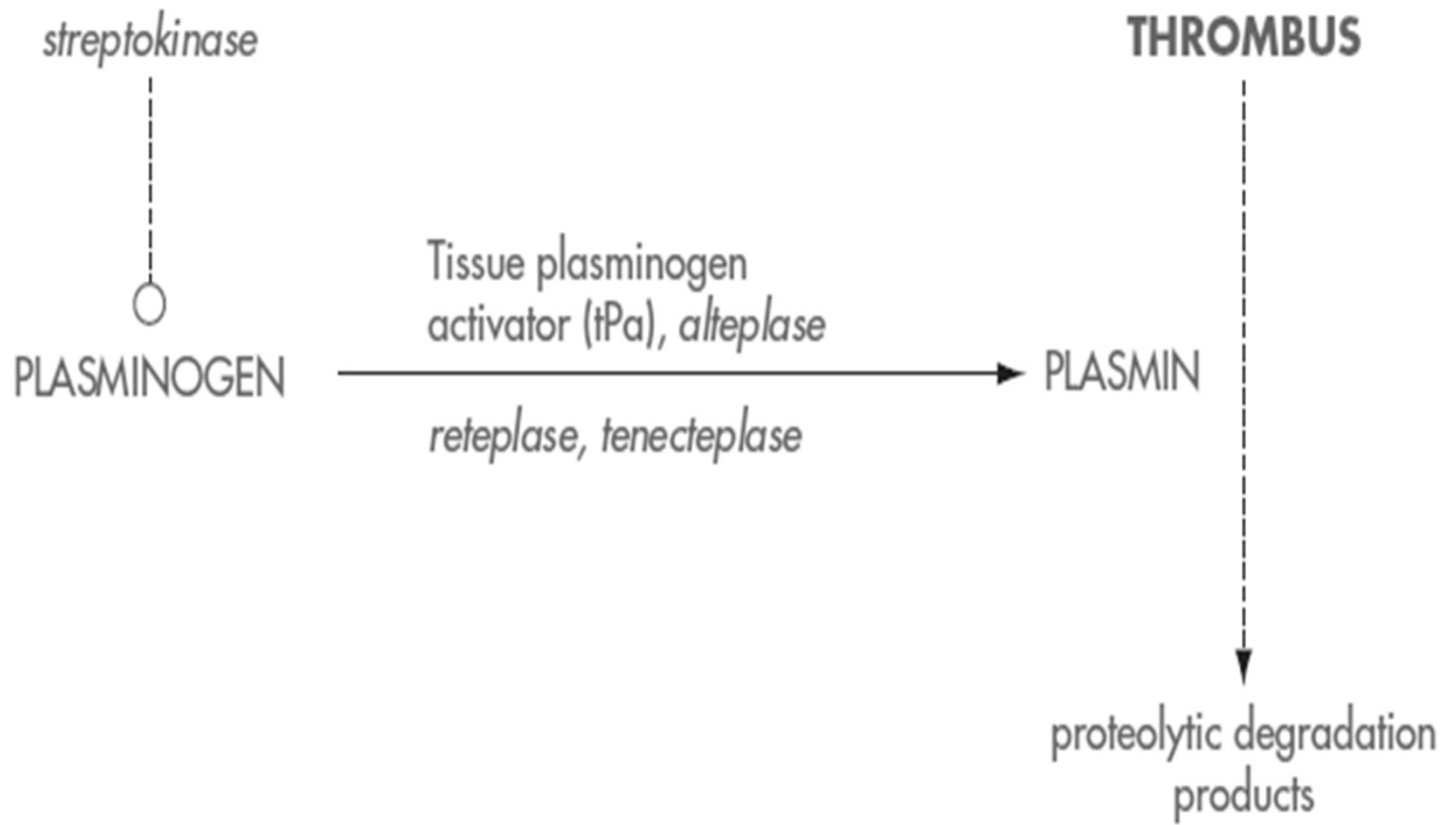 streptokinase
THROMBUS
Tissue plasminogen
activator (tPa), alteplase
PLASMINOGEN
PLASMIN
reteplase, tenecteplase
proteolytic degradation
products